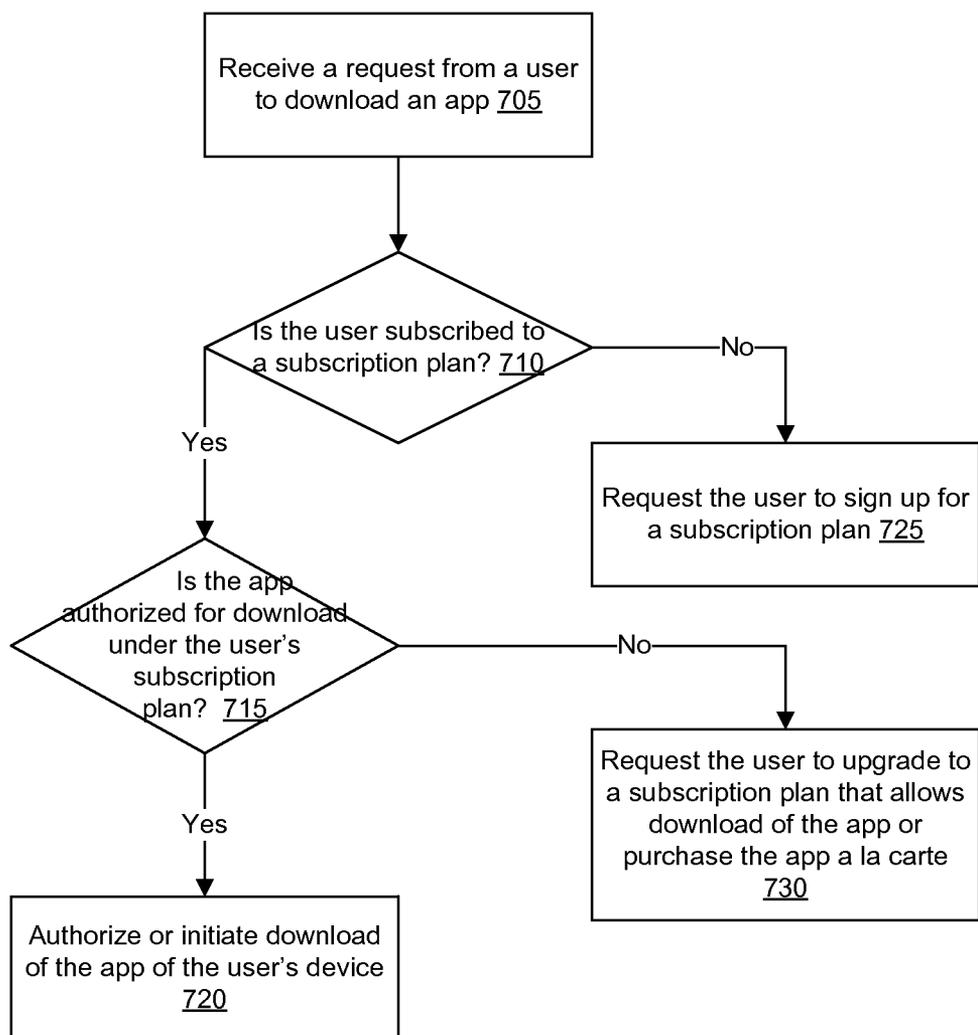 Receive a request from a user
to download an app 705
Is the user subscribed to
a subscription plan? 710
No
Yes
Request the user to sign up for
a subscription plan 725
Is the app
authorized for download
under the user's
subscription
plan? 715
No
Request the user to upgrade to
a subscription plan that allows
download of the app or
purchase the app a la carte
730
Yes
Authorize or initiate download
of the app of the user's device
720